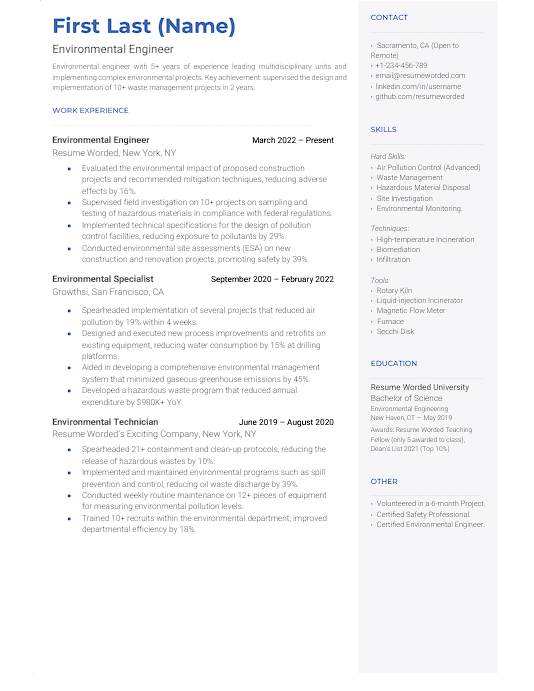 First Last (Name)
Environmental Engineer
Environmental engineer with 5+ years of experience leading multidisciplinary units and
implementing complex environmental projects. Key achievement: supervised the design and
implementation of 10+ waste management projects in 2 years.
WORK EXPERIENCE
Environmental Engineer March 2022 – Present
Resume Worded, New York, NY
• Evaluated the environmental impact of proposed construction
projects and recommended mitigation techniques, reducing adverse
effects by 16%.
• Supervised field investigation on 10+ projects on sampling and
testing of hazardous materials in compliance with federal regulations.
• Implemented technical specifications for the design of pollution
control facilities, reducing exposure to pollutants by 29%.
• Conducted environmental site assessments (ESA) on new
construction and renovation projects, promoting safety by 39%.
Environmental Specialist September 2020 – February 2022
Growthsi, San Francisco, CA
• Spearheaded implementation of several projects that reduced air
pollution by 19% within 4 weeks.
• Designed and executed new process improvements and retrofits on
existing equipment, reducing water consumption by 15% at drilling
platforms.
• Aided in developing a comprehensive environmental management
system that minimized gaseous greenhouse emissions by 45%.
• Developed a hazardous waste program that reduced annual
expenditure by $980K+ YoY.
Environmental Technician June 2019 – August 2020
Resume Worded's Exciting Company, New York, NY
• Spearheaded 21+ containment and clean-up protocols, reducing the
release of hazardous wastes by 10%.
• Implemented and maintained environmental programs such as spill
prevention and control, reducing oil waste discharge by 39%.
• Conducted weekly routine maintenance on 12+ pieces of equipment
for measuring environmental pollution levels.
• Trained 10+ recruits within the environmental department; improved
departmental efficiency by 18%.
CONTACT
• Sacramento, CA (Open to
Remote)
• +1-234-456-789
• email@resumeworded.com
• linkedin.com/in/username
• github.com/resumeworded
SKILLS
Hard Skills:
• Air Pollution Control (Advanced)
• Waste Management
• Hazardous Material Disposal
• Site Investigation
• Environmental Monitoring.
Techniques:
• High-temperature Incineration
• Biomediation
• Infiltration
Tools:
• Rotary Kiln
• Liquid-injection Incinerator
• Magnetic Flow Meter
• Furnace
• Secchi Disk
EDUCATION
Resume Worded University
Bachelor of Science
Environmental Engineering
New Haven, CT — May 2019
Awards: Resume Worded Teaching
Fellow (only 5 awarded to class),
Dean's List 2021 (Top 10%)
OTHER
• Volunteered in a 6-month Project.
• Certified Safety Professional.
• Certified Environmental Engineer.